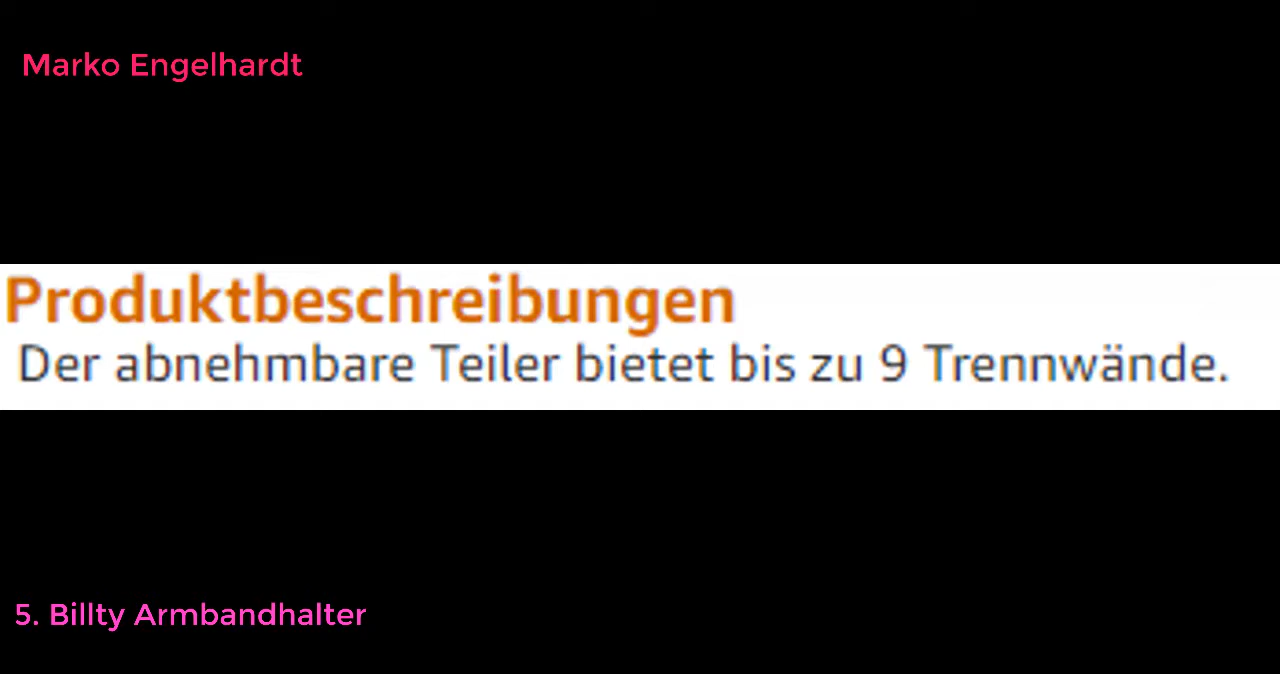 Marko Engelhardt
Produktbeschreibungen
Der abnehmbare Teiler bietet bis zu 9 Trennwände.
5. Billty Armbandhalter